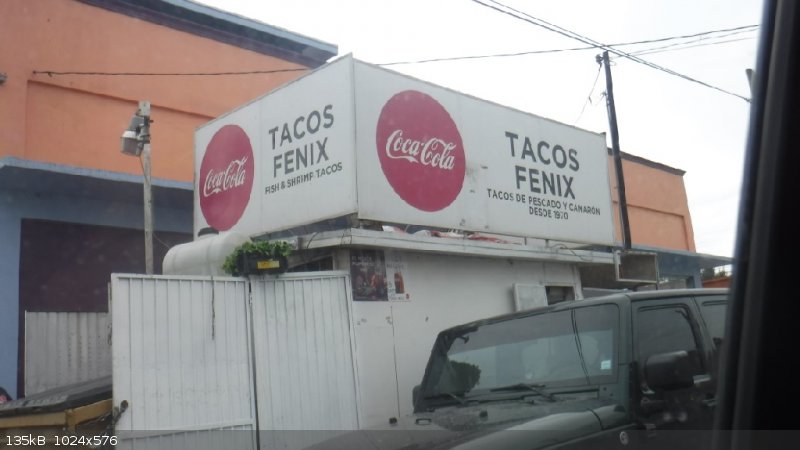 Coca-Cola
TACOS
FENIX
FISH & SHRIMP TACOS
Coca-Cola
TACOS
FENIX
TACOS DE PESCADO Y CAMARÓN
DESDE 1970
135kB 1024x576